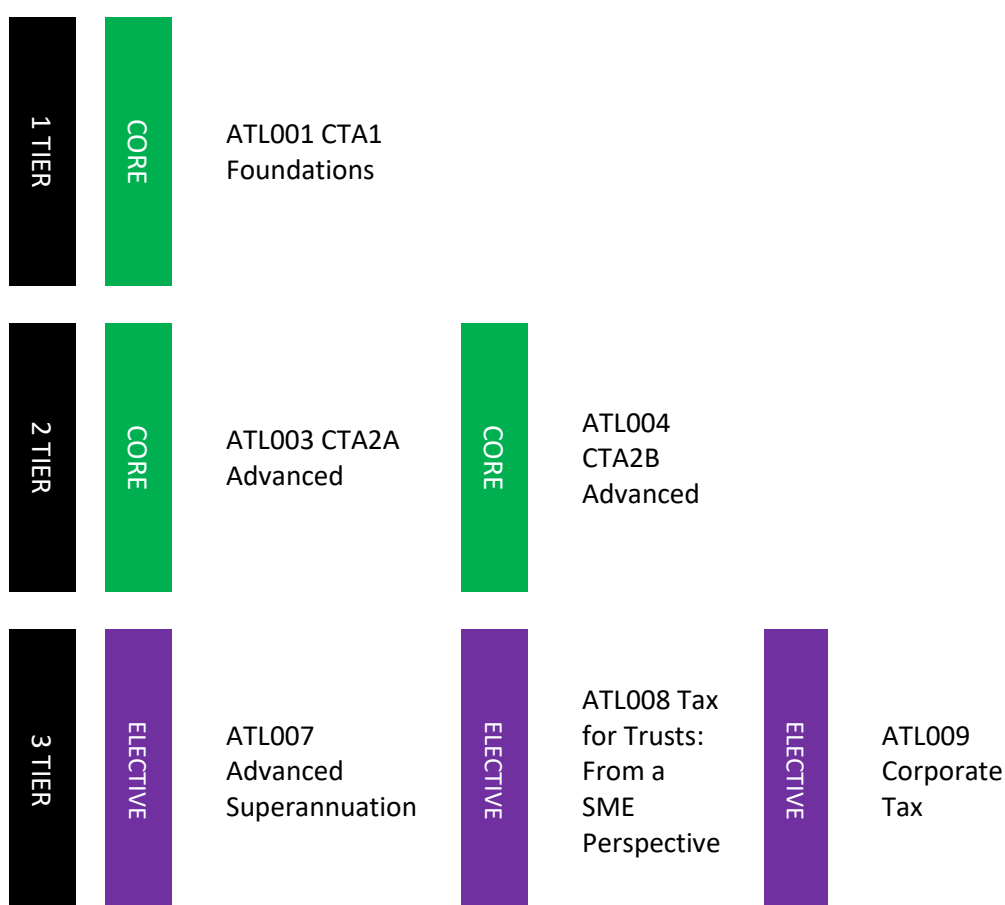 1 TIER
CORE
ATL001 CTA1
Foundations
2 TIER
CORE
ATL003 CTA2A
Advanced
CORE
ATL004
CTA2B
Advanced
3 TIER
ELECTIVE
ATL007
Advanced
Superannuation
ELECTIVE
ATL008 Tax
for Trusts:
From a
SME
Perspective
ELECTIVE
ATL009
Corporate
Tax